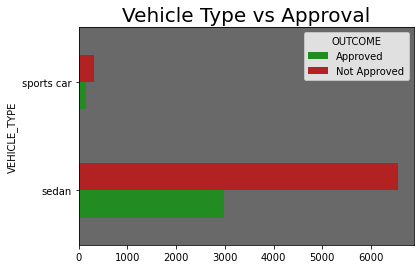 Vehicle Type vs Approval
OUTCOME
Approved
Not Approved
VEHICLE_TYPE
sports car
sedan
0 1000 2000 3000 4000 5000 6000